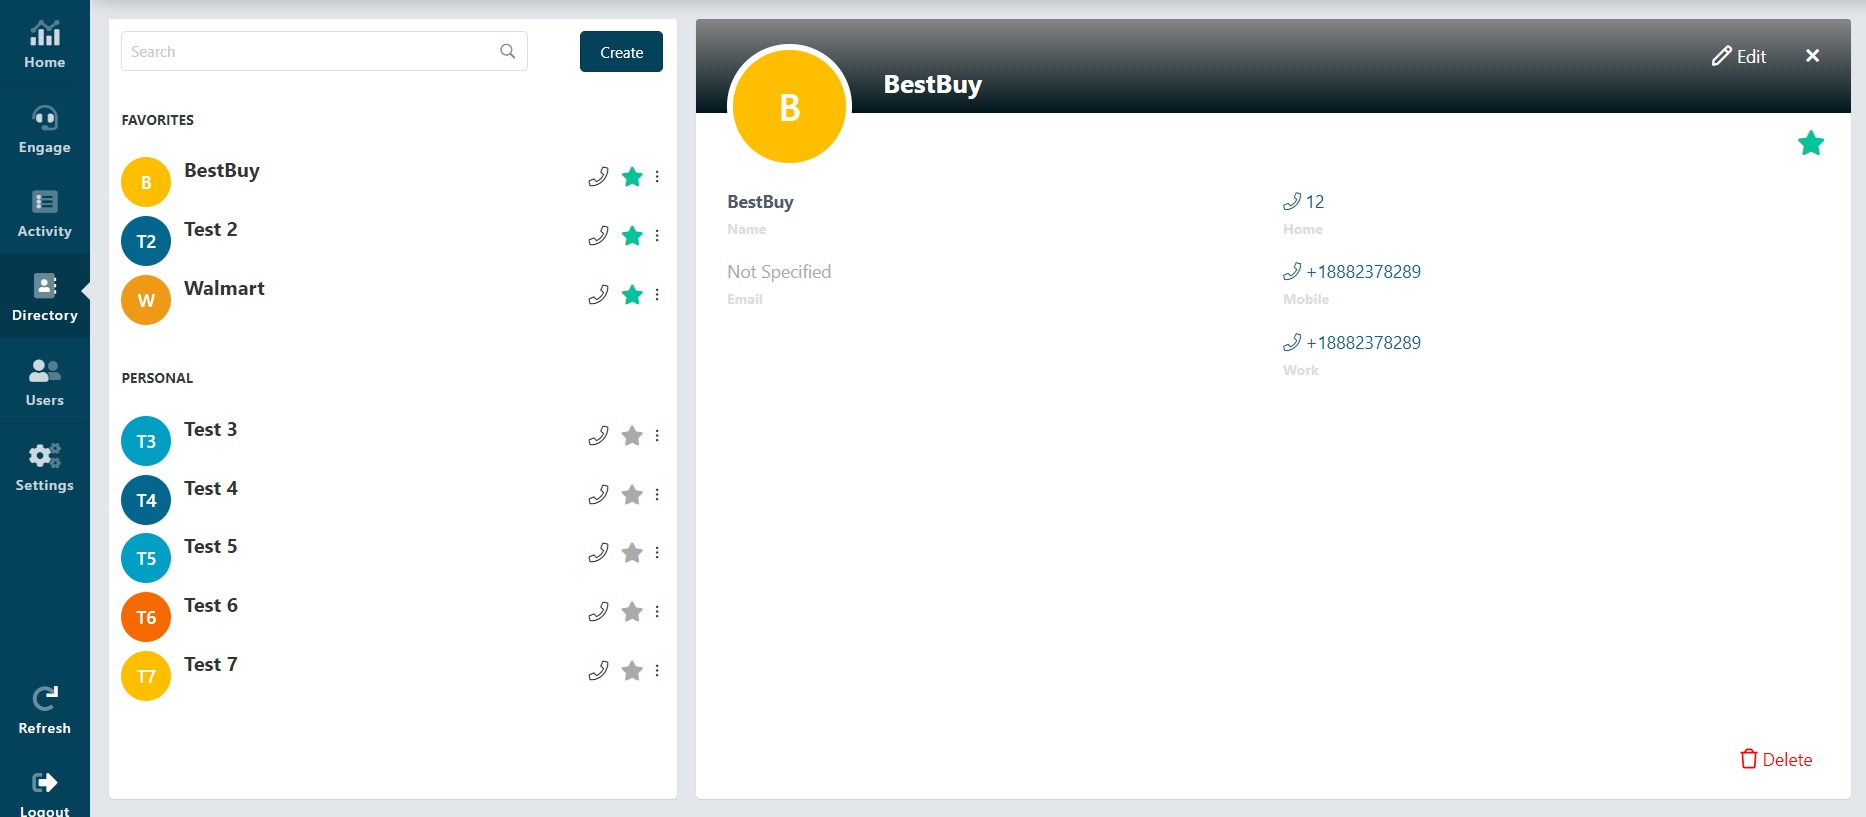 Home
Engage
Activity
Directory
Users
Settings
Refresh
Logout
Search
Create
FAVORITES
B BestBuy
T2 Test 2
W Walmart
PERSONAL
T3 Test 3
T4 Test 4
T5 Test 5
T6 Test 6
T7 Test 7
B
BestBuy
Edit
BestBuy
Name
Not Specified
Email
12
Home
+18882378289
Mobile
+18882378289
Work
Delete